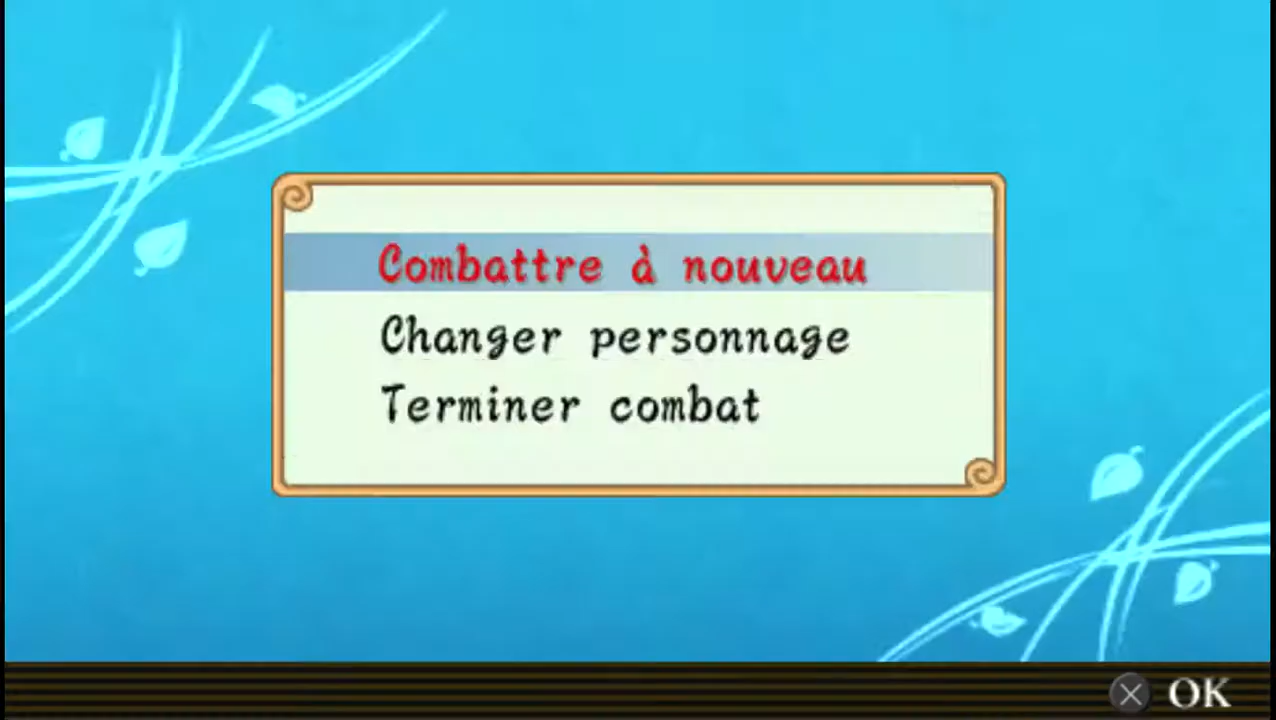 Combattre à nouveau
Changer personnage
Terminer combat
OK